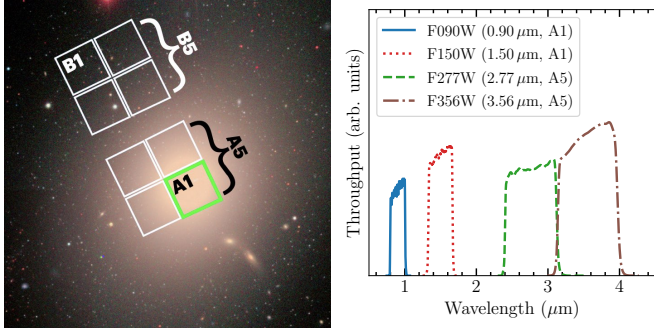 B1
B5
A1
A5
F090W (0.90 μm, A1)
F150W (1.50 μm, A1)
F277W (2.77 μm, A5)
F356W (3.56 μm, A5)
Throughput (arb. units)
1 2 3 4
Wavelength (μm)